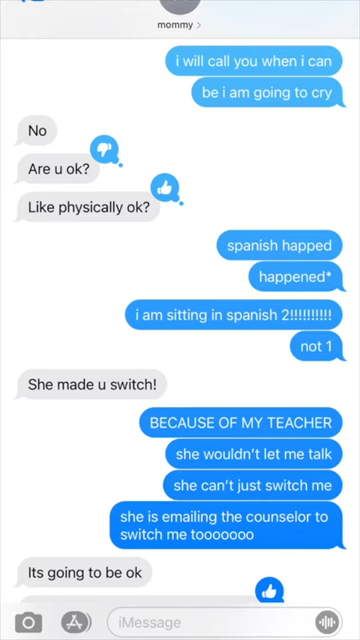 mommy >
i will call you when i can
be i am going to cry
No
Are u ok?
Like physically ok?
spanish happed
happened*
i am sitting in spanish 2!!!!!!!!!!
not 1
She made u switch!
BECAUSE OF MY TEACHER
she wouldn't let me talk
she can't just switch me
she is emailing the counselor to
switch me tooooooo
Its going to be ok
iMessage